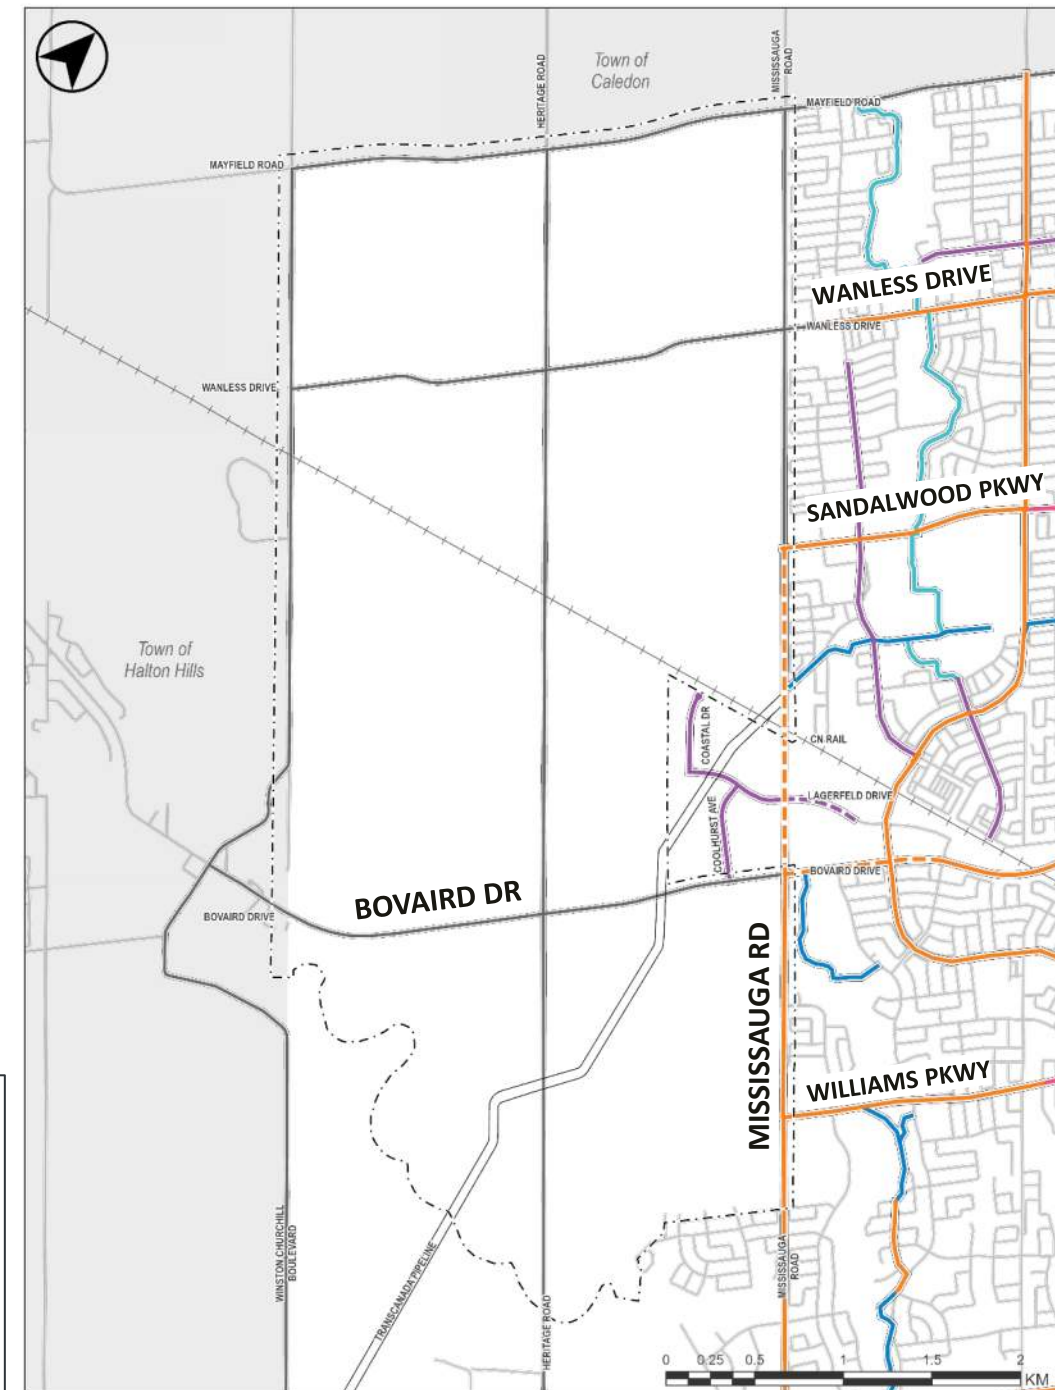 MISSISSAUGA
ROAD
Town of
Caledon
HERITAGE ROAD
MAYFIELD ROAD
MAYFIELD ROAD
WANLESS DRIVE
WANLESS DRIVE
WANLESS DRIVE
SANDALWOOD PKWY
Town of
Halton Hills
COASTAL DR
CN RAIL
LAGERFELD DRIVE
COOLHURST AVE
BOVAIRD DRIVE
BOVAIRD DR
BOVAIRD DRIVE
MISSISSAUGA RD
WILLIAMS PKWY
WINSTON CHURCHILL
BOULEVARD
TRANSCANADA PIPELINE
HERITAGE ROAD
MISSISSAUGA
ROAD
0 0.25 0.5 1 1.5 2
KM